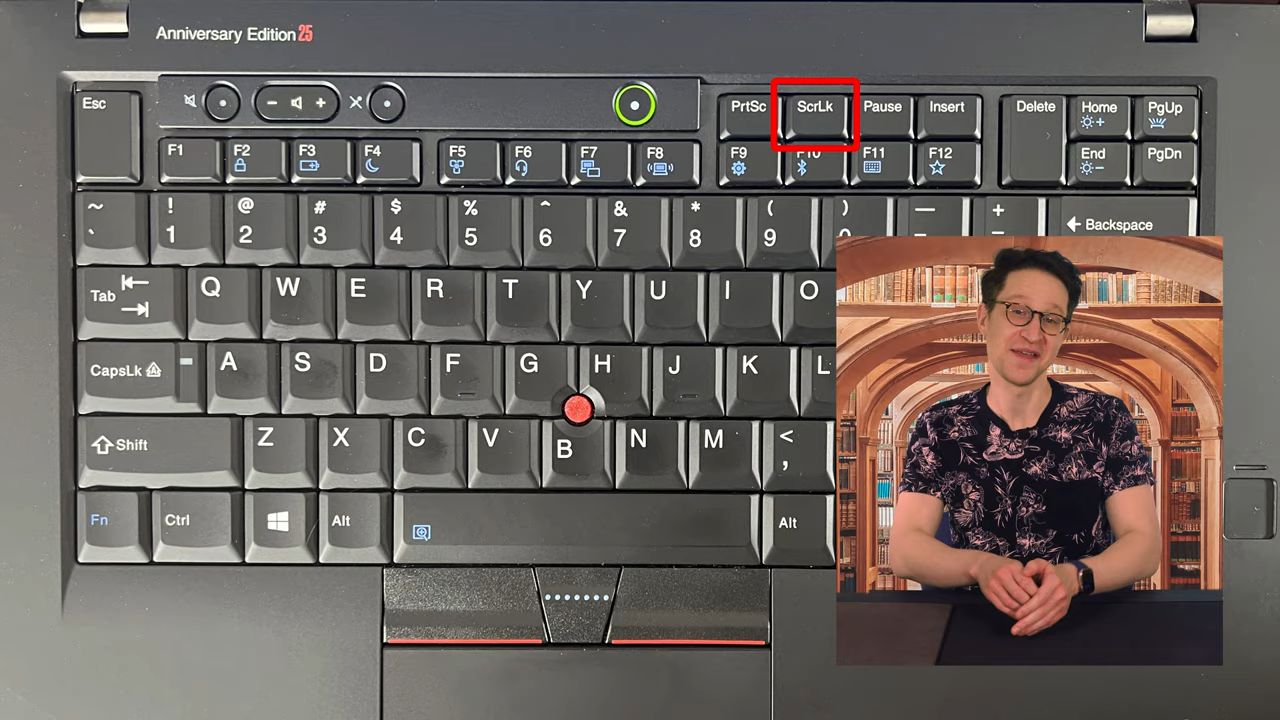 Anniversary Edition 25
Esc
- +
PrtSc ScrLk Pause Insert Delete Home PgUp
F1 F2 F3 F4 F5 F6 F7 F8 F9 F10 F11 F12 End PgDn
~ ! @ # $ % ^ & * ( ) — +
` 1 2 3 4 5 6 7 8 9
Backspace
Tab Q W E R T Y U I O
CapsLk A S D F G H J K L
Shift Z X C V B N M <
,
Fn Ctrl Alt Alt